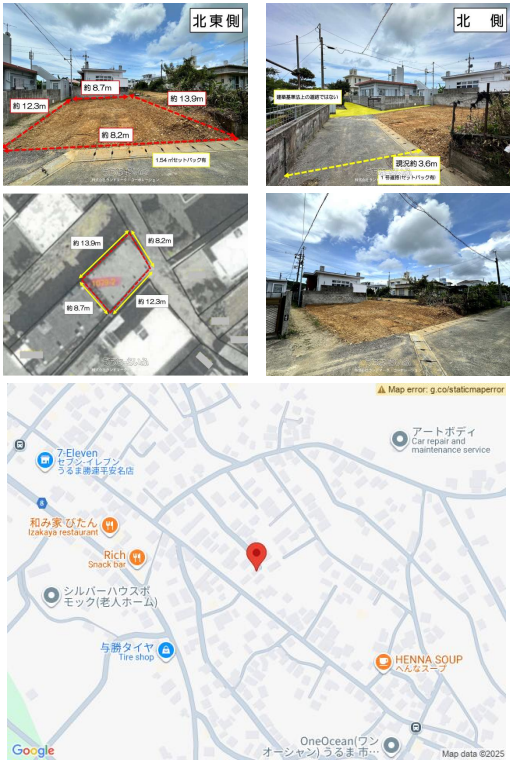 北東側
約8.7m
約12.3m
約13.9m
約8.2m
1.54㎡セットバック有
北 側
建築基準法上の道路ではない
現況約3.6m
1号道路(セットバック有)
約13.9m
約8.2m
約8.7m
約12.3m
Map error: g.co/staticmaperror
アートボディ
Car repair and
maintenance service
7-Eleven
セブン-イレブン
うるま勝連平安名店
和み家 びたん
Izakaya restaurant
Rich
Snack bar
シルバーハウスボ
モック(老人ホーム)
与勝タイヤ
Tire shop
HENNA SOUP
へんなスープ
OneOcean(ワン
オーシャン) うるま市…
Google
Map data ©2025